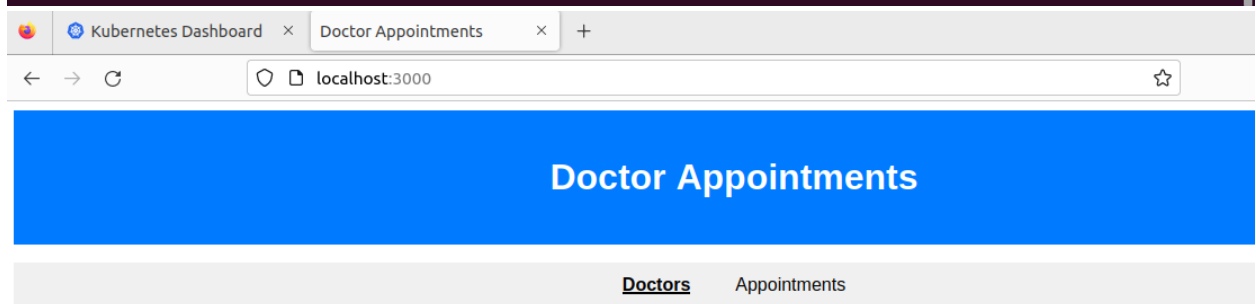 Kubernetes Dashboard × Doctor Appointments × +
localhost:3000
Doctor Appointments
Doctors Appointments